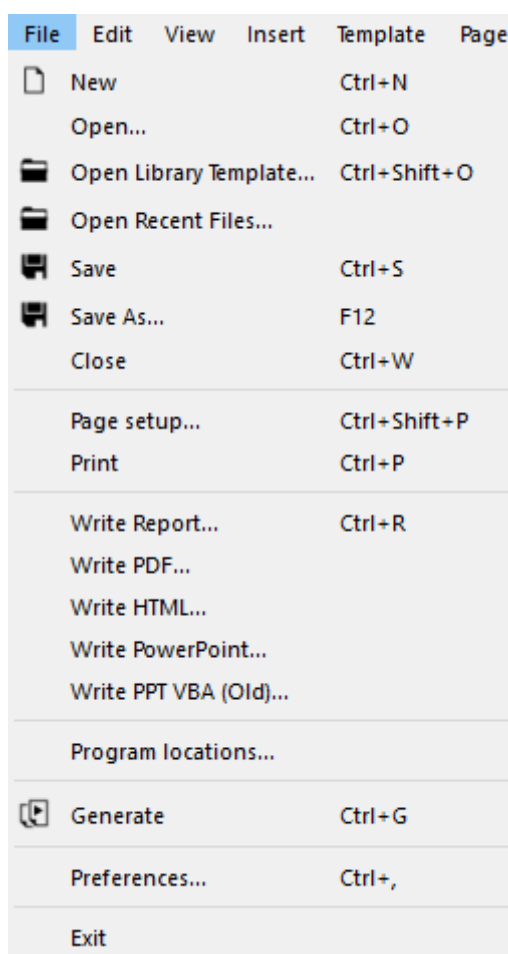 File Edit View Insert Template Page
New Ctrl+N
Open... Ctrl+O
Open Library Template... Ctrl+Shift+O
Open Recent Files...
Save Ctrl+S
Save As... F12
Close Ctrl+W
Page setup... Ctrl+Shift+P
Print Ctrl+P
Write Report... Ctrl+R
Write PDF...
Write HTML...
Write PowerPoint...
Write PPT VBA (Old)...
Program locations...
Generate Ctrl+G
Preferences... Ctrl+,
Exit